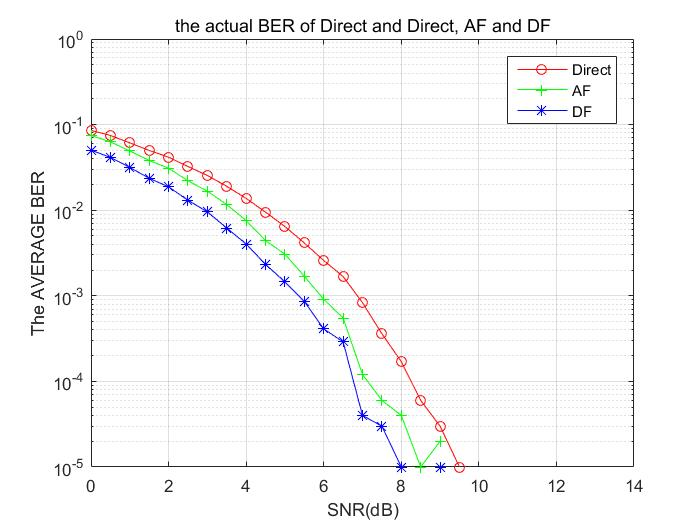 the actual BER of Direct and Direct, AF and DF
10^0
10^-1
10^-2
10^-3
10^-4
10^-5
The AVERAGE BER
Direct
AF
DF
0 2 4 6 8 10 12 14
SNR(dB)